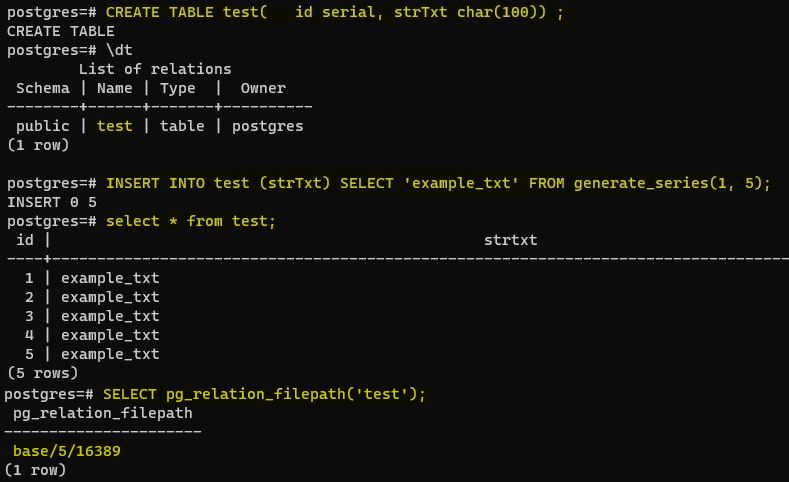 postgres=# CREATE TABLE test(   id serial, strTxt char(100)) ;
CREATE TABLE
postgres=# \dt
        List of relations
 Schema | Name | Type  |  Owner
--------+------+-------+----------
 public | test | table | postgres
(1 row)

postgres=# INSERT INTO test (strTxt) SELECT 'example_txt' FROM generate_series(1, 5);
INSERT 0 5
postgres=# select * from test;
 id |                                                strtxt
----+----------------------------------------------------------------------------------
  1 | example_txt
  2 | example_txt
  3 | example_txt
  4 | example_txt
  5 | example_txt
(5 rows)
postgres=# SELECT pg_relation_filepath('test');
 pg_relation_filepath
----------------------
 base/5/16389
(1 row)